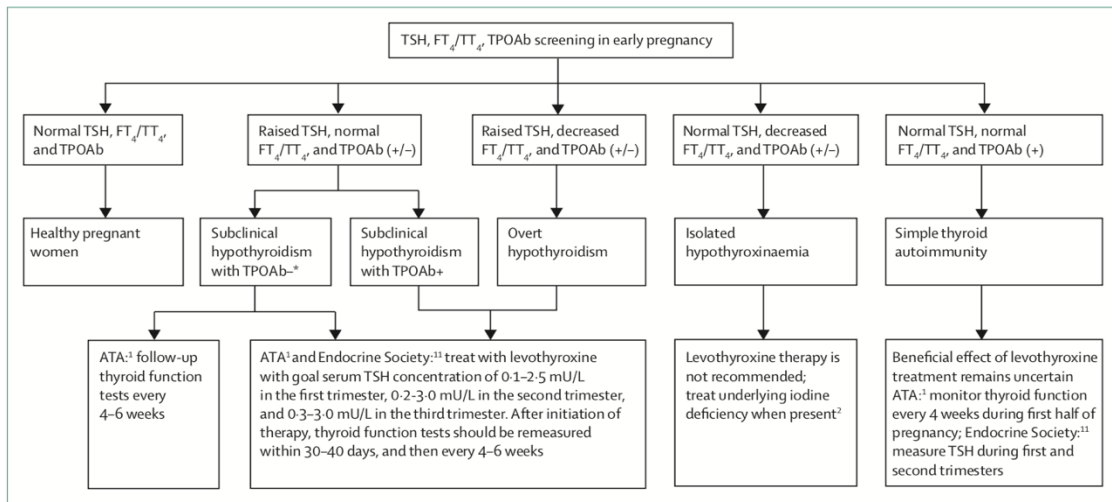 TSH, FT₄/TT₄, TPOAb screening in early pregnancy
Normal TSH, FT₄/TT₄,
and TPOAb
Raised TSH, normal
FT₄/TT₄, and TPOAb (+/–)
Raised TSH, decreased
FT₄/TT₄, and TPOAb (+/–)
Normal TSH, decreased
FT₄/TT₄, and TPOAb (+/–)
Normal TSH, normal
FT₄/TT₄, and TPOAb (+)
Healthy pregnant
women
Subclinical
hypothyroidism
with TPOAb–*
Subclinical
hypothyroidism
with TPOAb+
Overt
hypothyroidism
Isolated
hypothyroxinaemia
Simple thyroid
autoimmunity
ATA:¹ follow-up
thyroid function
tests every
4–6 weeks
ATA¹ and Endocrine Society:¹¹ treat with levothyroxine
with goal serum TSH concentration of 0·1–2·5 mU/L
in the first trimester, 0·2-3·0 mU/L in the second trimester,
and 0·3–3·0 mU/L in the third trimester. After initiation of
therapy, thyroid function tests should be remeasured
within 30–40 days, and then every 4–6 weeks
Levothyroxine therapy is
not recommended;
treat underlying iodine
deficiency when present²
Beneficial effect of levothyroxine
treatment remains uncertain
ATA:¹ monitor thyroid function
every 4 weeks during first half of
pregnancy; Endocrine Society:¹¹
measure TSH during first and
second trimesters